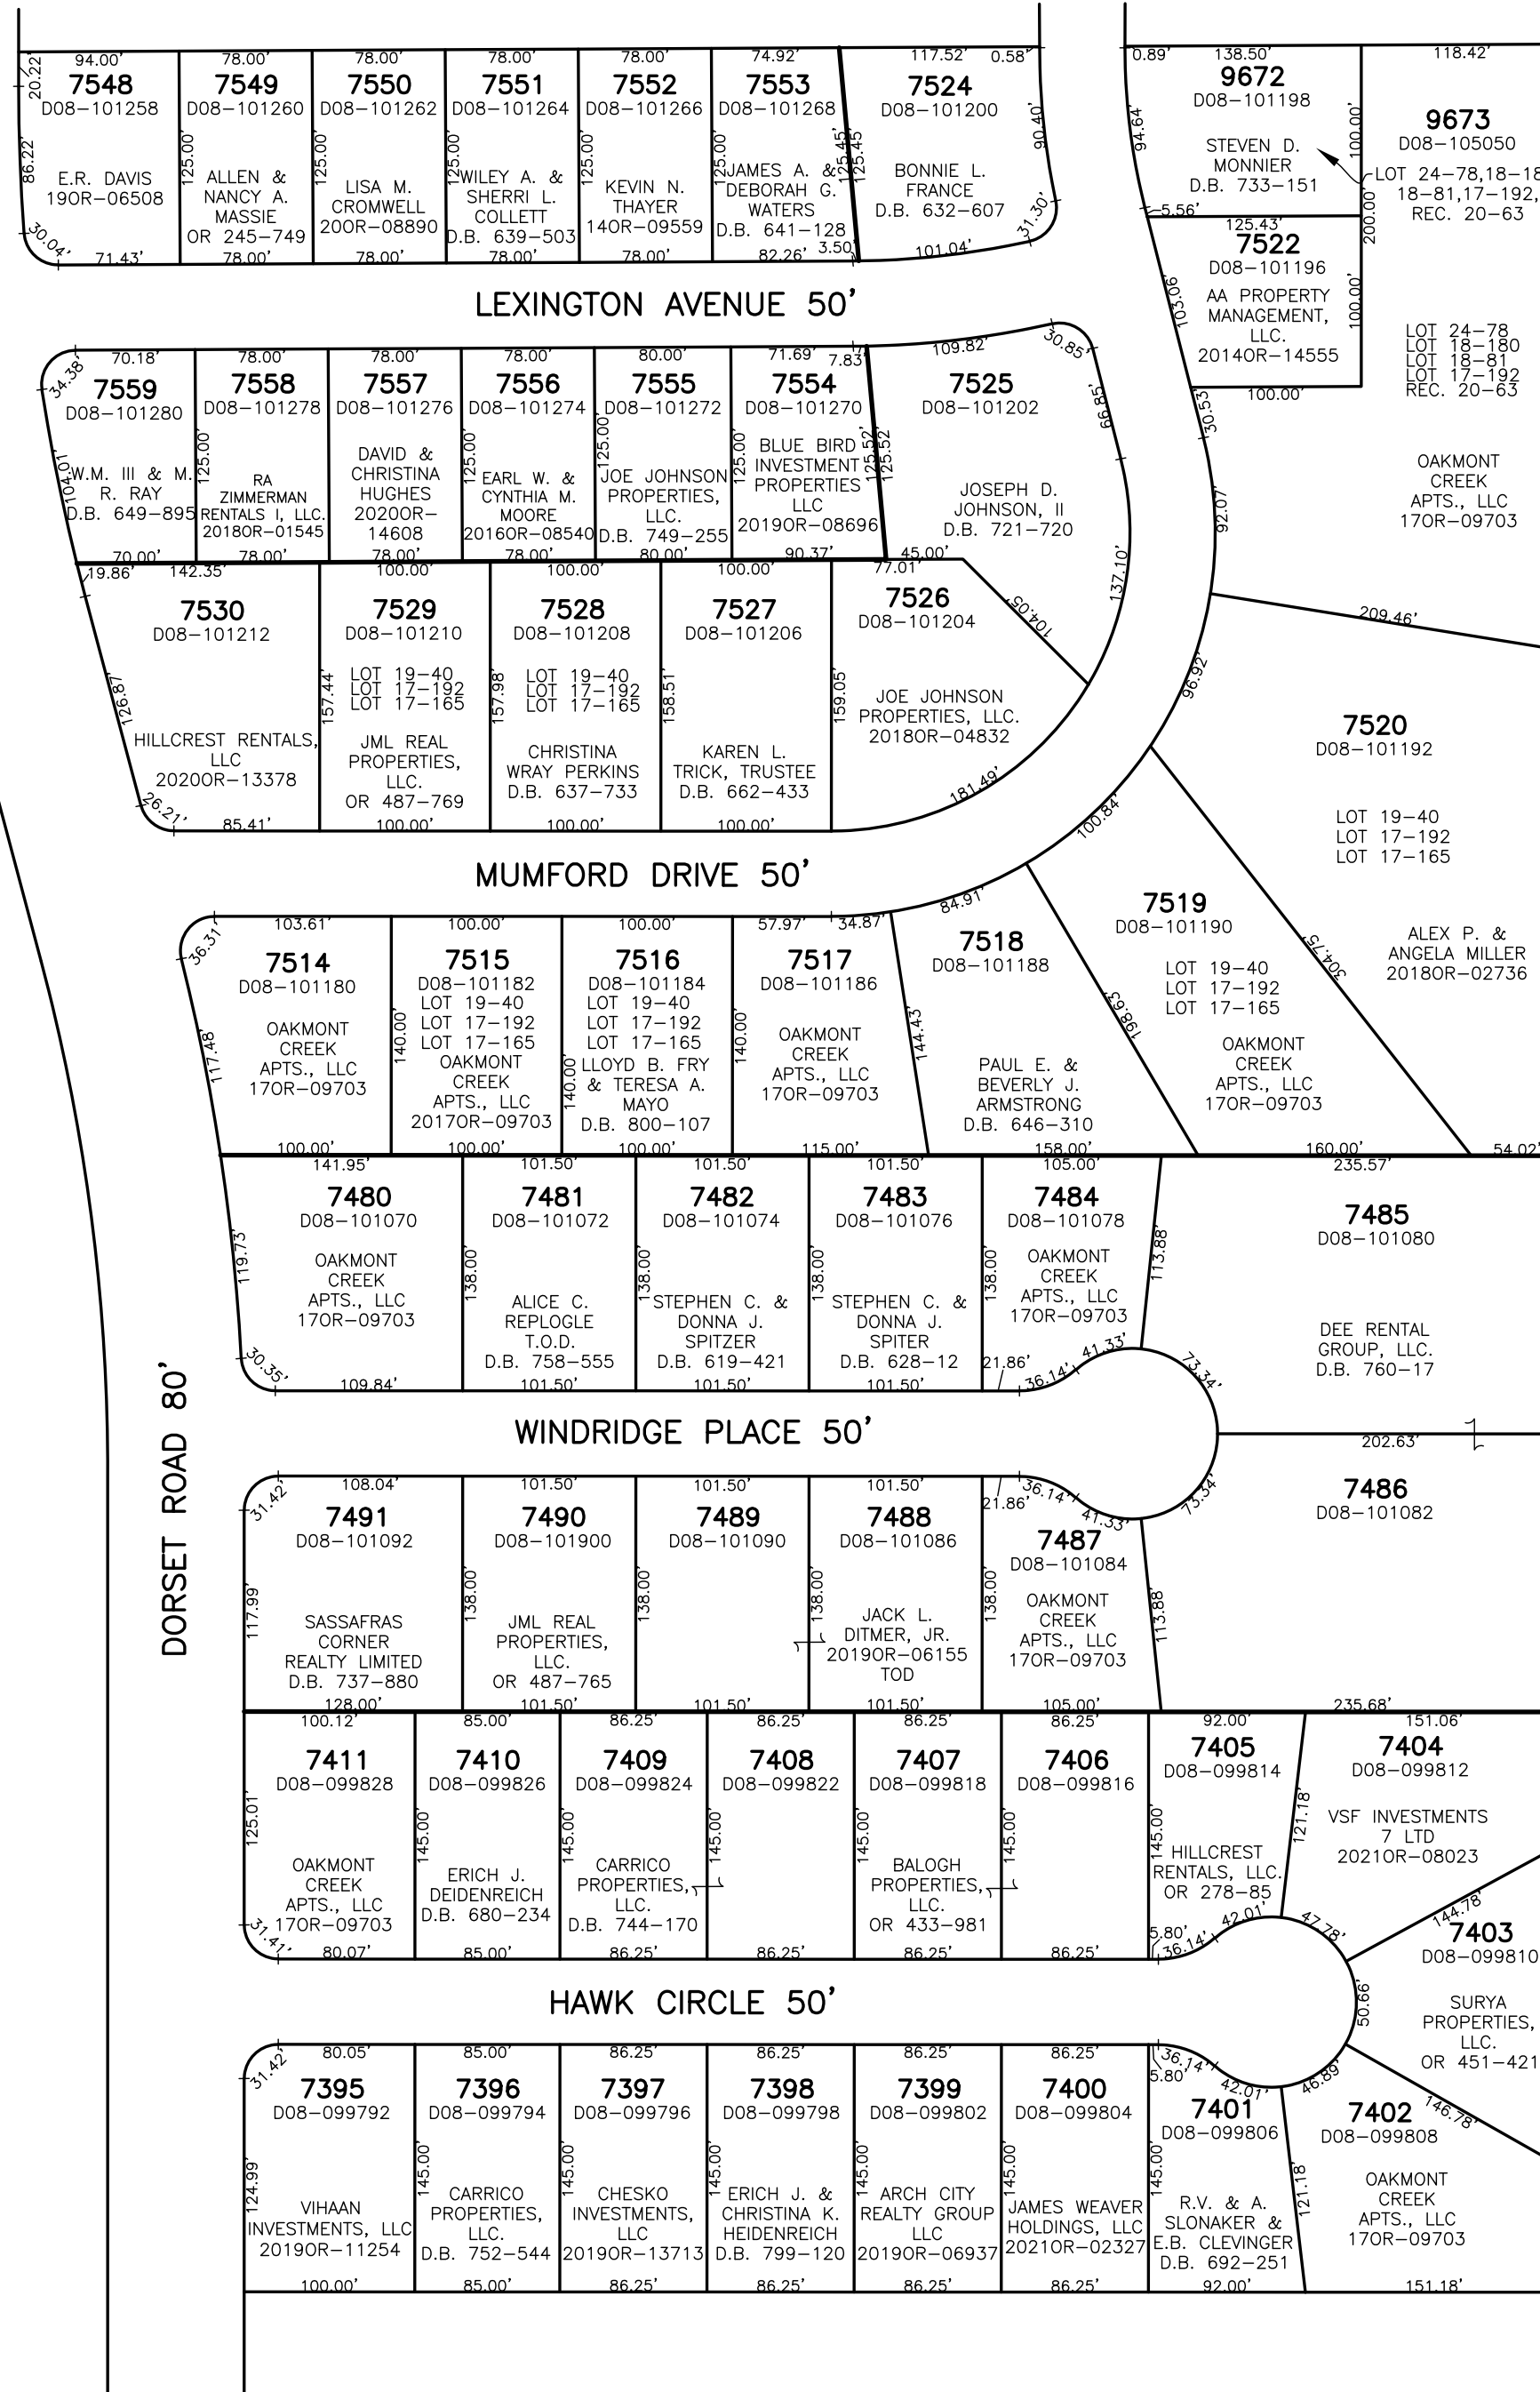 94.00'
20.22'
7548
D08-101258
86.22'
E.R. DAVIS
19OR-06508
30.04'
71.43'
78.00'
7549
D08-101260
125.00'
ALLEN &
NANCY A.
MASSIE
OR 245-749
78.00'
78.00'
7550
D08-101262
125.00'
LISA M.
CROMWELL
20OR-08890
78.00'
78.00'
7551
D08-101264
125.00'
WILEY A. &
SHERRI L.
COLLETT
D.B. 639-503
78.00'
78.00'
7552
D08-101266
125.00'
KEVIN N.
THAYER
14OR-09559
78.00'
74.92'
7553
D08-101268
125.00'
JAMES A. &
DEBORAH G.
WATERS
D.B. 641-128
125.45'
82.26'
3.50'
117.52'
0.58'
7524
D08-101200
125.45'
90.40'
BONNIE L.
FRANCE
D.B. 632-607
31.30'
101.04'
0.89'
138.50'
9672
D08-101198
94.64'
100.00'
STEVEN D.
MONNIER
D.B. 733-151
5.56'
118.42'
9673
D08-105050
LOT 24-78,18-18
18-81,17-192,
REC. 20-63
200.00'
125.43'
7522
D08-101196
103.06'
100.00'
AA PROPERTY
MANAGEMENT,
LLC.
2014OR-14555
100.00'
LOT 24-78
LOT 18-180
LOT 18-81
LOT 17-192
REC. 20-63
OAKMONT
CREEK
APTS., LLC
17OR-09703
LEXINGTON AVENUE 50'
70.18'
34.38'
7559
D08-101280
104.01'
W.M. III & M.
R. RAY
D.B. 649-895
70.00'
78.00'
7558
D08-101278
125.00'
RA
ZIMMERMAN
RENTALS I, LLC.
2018OR-01545
78.00'
78.00'
7557
D08-101276
DAVID &
CHRISTINA
HUGHES
2020OR-
14608
78.00'
78.00'
7556
D08-101274
125.00'
EARL W. &
CYNTHIA M.
MOORE
2016OR-08540
78.00'
80.00'
7555
D08-101272
125.00'
JOE JOHNSON
PROPERTIES,
LLC.
D.B. 749-255
80.00'
71.69'
7.83'
7554
D08-101270
125.00'
BLUE BIRD
INVESTMENT
PROPERTIES
LLC
2019OR-08696
125.52'
90.37'
109.82'
30.85'
7525
D08-101202
125.52'
66.85'
JOSEPH D.
JOHNSON, II
D.B. 721-720
45.00'
137.10'
30.53'
92.07'
209.46'
96.92'
19.86'
142.35'
7530
D08-101212
126.87'
HILLCREST RENTALS,
LLC
2020OR-13378
26.21'
85.41'
100.00'
7529
D08-101210
157.44'
LOT 19-40
LOT 17-192
LOT 17-165
JML REAL
PROPERTIES,
LLC.
OR 487-769
100.00'
100.00'
7528
D08-101208
157.98'
LOT 19-40
LOT 17-192
LOT 17-165
CHRISTINA
WRAY PERKINS
D.B. 637-733
100.00'
100.00'
7527
D08-101206
158.51'
KAREN L.
TRICK, TRUSTEE
D.B. 662-433
100.00'
77.01'
7526
D08-101204
104.05'
159.05'
JOE JOHNSON
PROPERTIES, LLC.
2018OR-04832
181.49'
7520
D08-101192
LOT 19-40
LOT 17-192
LOT 17-165
ALEX P. &
ANGELA MILLER
2018OR-02736
100.84'
304.75
54.02'
MUMFORD DRIVE 50'
103.61'
36.31'
7514
D08-101180
117.48'
OAKMONT
CREEK
APTS., LLC
17OR-09703
100.00'
100.00'
7515
D08-101182
LOT 19-40
LOT 17-192
LOT 17-165
140.00'
OAKMONT
CREEK
APTS., LLC
2017OR-09703
100.00'
100.00'
7516
D08-101184
LOT 19-40
LOT 17-192
LOT 17-165
140.00'
LLOYD B. FRY
& TERESA A.
MAYO
D.B. 800-107
100.00'
57.97'
34.87'
7517
D08-101186
140.00'
OAKMONT
CREEK
APTS., LLC
17OR-09703
115.00'
84.91'
7518
D08-101188
144.43'
PAUL E. &
BEVERLY J.
ARMSTRONG
D.B. 646-310
158.00'
198.63'
7519
D08-101190
LOT 19-40
LOT 17-192
LOT 17-165
OAKMONT
CREEK
APTS., LLC
17OR-09703
160.00'
141.95'
7480
D08-101070
119.73'
OAKMONT
CREEK
APTS., LLC
17OR-09703
30.35'
109.84'
101.50'
7481
D08-101072
138.00'
ALICE C.
REPLOGLE
T.O.D.
D.B. 758-555
101.50'
101.50'
7482
D08-101074
138.00'
STEPHEN C. &
DONNA J.
SPITZER
D.B. 619-421
101.50'
101.50'
7483
D08-101076
138.00'
STEPHEN C. &
DONNA J.
SPITER
D.B. 628-12
101.50'
105.00'
7484
D08-101078
138.00'
OAKMONT
CREEK
APTS., LLC
17OR-09703
113.88'
21.86'
36.14'
41.33'
235.57'
7485
D08-101080
DEE RENTAL
GROUP, LLC.
D.B. 760-17
73.34'
202.63'
DORSET ROAD 80'
WINDRIDGE PLACE 50'
108.04'
31.42'
7491
D08-101092
117.99'
SASSAFRAS
CORNER
REALTY LIMITED
D.B. 737-880
128.00'
101.50'
7490
D08-101900
138.00'
JML REAL
PROPERTIES,
LLC.
OR 487-765
101.50'
101.50'
7489
D08-101090
138.00'
101.50'
101.50'
7488
D08-101086
138.00'
JACK L.
DITMER, JR.
2019OR-06155
TOD
101.50'
21.86'
36.14'
41.33'
7487
D08-101084
138.00'
OAKMONT
CREEK
APTS., LLC
17OR-09703
113.88'
105.00'
73.34'
7486
D08-101082
235.68'
100.12'
7411
D08-099828
125.01'
OAKMONT
CREEK
APTS., LLC
17OR-09703
31.41'
80.07'
85.00'
7410
D08-099826
145.00'
ERICH J.
DEIDENREICH
D.B. 680-234
85.00'
86.25'
7409
D08-099824
145.00'
CARRICO
PROPERTIES,
LLC.
D.B. 744-170
86.25'
86.25'
7408
D08-099822
145.00'
86.25'
86.25'
7407
D08-099818
145.00'
BALOGH
PROPERTIES,
LLC.
OR 433-981
86.25'
86.25'
7406
D08-099816
145.00'
86.25'
92.00'
7405
D08-099814
145.00'
121.18'
HILLCREST
RENTALS, LLC.
OR 278-85
5.80'
36.14'
42.01'
151.06'
7404
D08-099812
VSF INVESTMENTS
7 LTD
2021OR-08023
47.78'
144.78'
7403
D08-099810
50.66'
SURYA
PROPERTIES,
LLC.
OR 451-421
HAWK CIRCLE 50'
80.05'
31.42'
7395
D08-099792
124.99'
VIHAAN
INVESTMENTS, LLC
2019OR-11254
100.00'
85.00'
7396
D08-099794
145.00'
CARRICO
PROPERTIES,
LLC.
D.B. 752-544
85.00'
86.25'
7397
D08-099796
145.00'
CHESKO
INVESTMENTS,
LLC
2019OR-13713
86.25'
86.25'
7398
D08-099798
145.00'
ERICH J. &
CHRISTINA K.
HEIDENREICH
D.B. 799-120
86.25'
86.25'
7399
D08-099802
145.00'
ARCH CITY
REALTY GROUP
LLC
2019OR-06937
86.25'
86.25'
7400
D08-099804
JAMES WEAVER
HOLDINGS, LLC
2021OR-02327
86.25'
5.80'
36.14'
42.01'
7401
D08-099806
145.00'
R.V. & A.
SLONAKER &
E.B. CLEVINGER
D.B. 692-251
92.00'
121.18'
46.89'
146.78'
7402
D08-099808
OAKMONT
CREEK
APTS., LLC
17OR-09703
151.18'